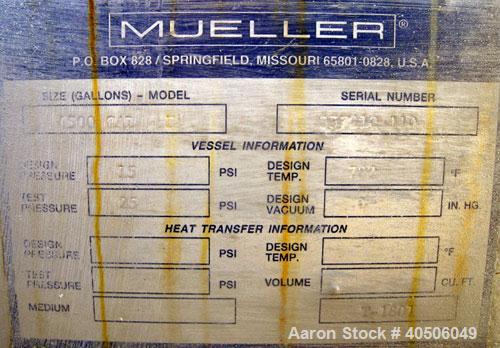 MUELLER®
P.O. BOX 828 / SPRINGFIELD, MISSOURI 65801-0828, U.S.A.
SIZE (GALLONS) – MODEL SERIAL NUMBER
VESSEL INFORMATION
DESIGN PRESSURE 15 PSI DESIGN TEMP. °F
TEST PRESSURE 25 PSI DESIGN VACUUM IN. HG.
HEAT TRANSFER INFORMATION
DESIGN PRESSURE PSI DESIGN TEMP. °F
TEST PRESSURE PSI VOLUME CU. FT.
MEDIUM
Aaron Stock # 40506049